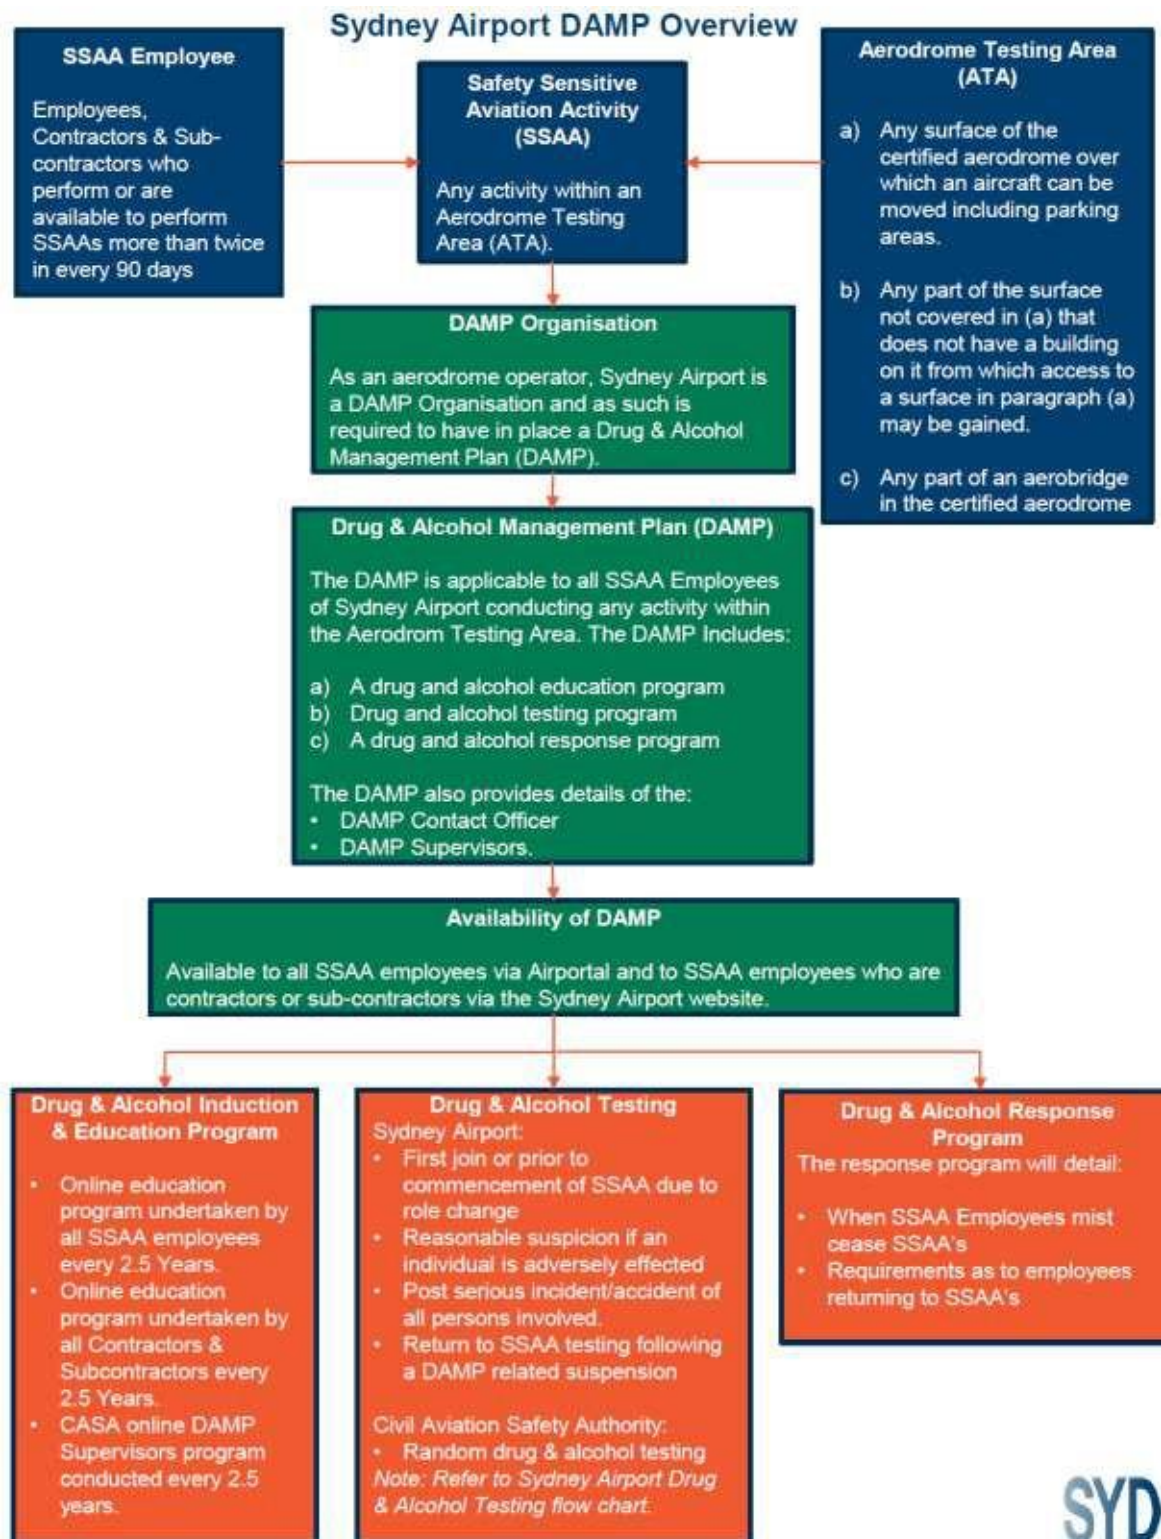 Sydney Airport DAMP Overview
SSAA Employee
Employees,
Contractors & Sub-
contractors who
perform or are
available to perform
SSAAs more than twice
in every 90 days
Safety Sensitive
Aviation Activity
(SSAA)
Any activity within an
Aerodrome Testing
Area (ATA).
Aerodrome Testing Area
(ATA)
a) Any surface of the
certified aerodrome over
which an aircraft can be
moved including parking
areas.
b) Any part of the surface
not covered in (a) that
does not have a building
on it from which access to
a surface in paragraph (a)
may be gained.
c) Any part of an aerobridge
in the certified aerodrome
DAMP Organisation
As an aerodrome operator, Sydney Airport is
a DAMP Organisation and as such is
required to have in place a Drug & Alcohol
Management Plan (DAMP).
Drug & Alcohol Management Plan (DAMP)
The DAMP is applicable to all SSAA Employees
of Sydney Airport conducting any activity within
the Aerodrom Testing Area. The DAMP Includes:
a) A drug and alcohol education program
b) Drug and alcohol testing program
c) A drug and alcohol response program
The DAMP also provides details of the:
• DAMP Contact Officer
• DAMP Supervisors.
Availability of DAMP
Available to all SSAA employees via Airportal and to SSAA employees who are
contractors or sub-contractors via the Sydney Airport website.
Drug & Alcohol Induction
& Education Program
• Online education
program undertaken by
all SSAA employees
every 2.5 Years.
• Online education
program undertaken by
all Contractors &
Subcontractors every
2.5 Years.
• CASA online DAMP
Supervisors program
conducted every 2.5
years.
Drug & Alcohol Testing
Sydney Airport:
• First join or prior to
commencement of SSAA due to
role change
• Reasonable suspicion if an
individual is adversely effected
• Post serious incident/accident of
all persons involved.
• Return to SSAA testing following
a DAMP related suspension
Civil Aviation Safety Authority:
• Random drug & alcohol testing
Note: Refer to Sydney Airport Drug
& Alcohol Testing flow chart.
Drug & Alcohol Response
Program
The response program will detail:
• When SSAA Employees mist
cease SSAA's
• Requirements as to employees
returning to SSAA's
SYD